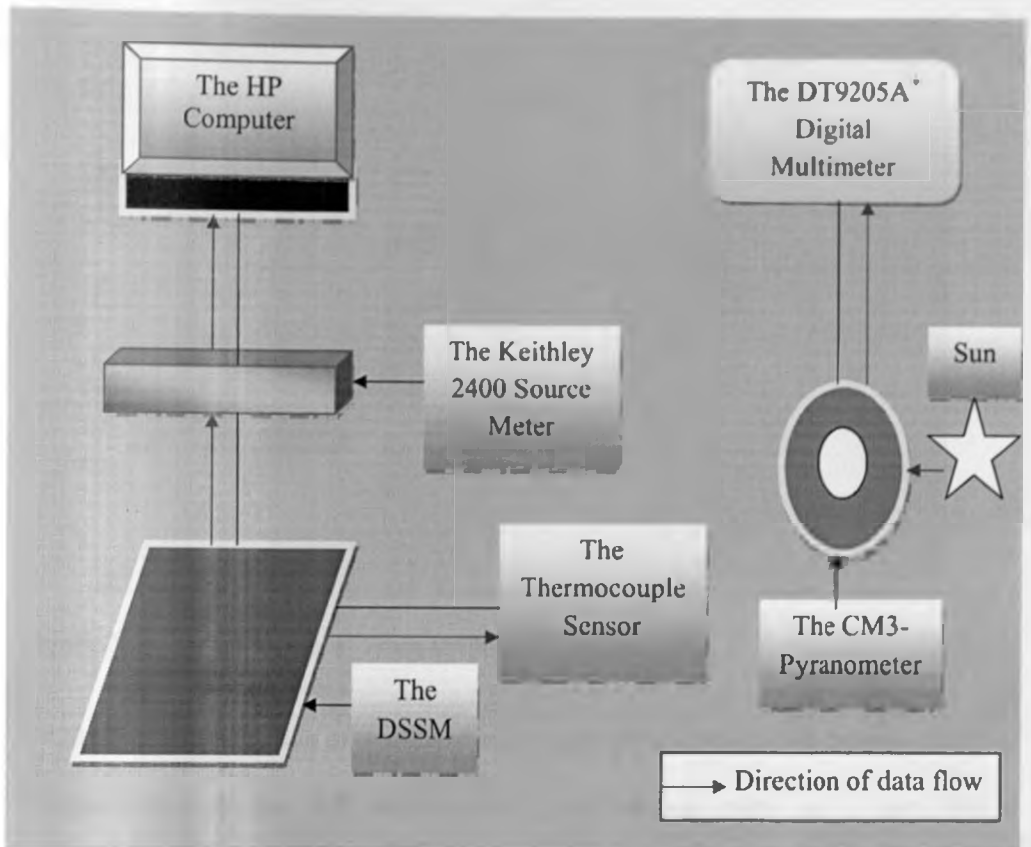 The HP
Computer
The DT9205A+
Digital
Multimeter
The Keithley
2400 Source
Meter
Sun
The
Thermocouple
Sensor
The CM3-
Pyranometer
The
DSSM
Direction of data flow